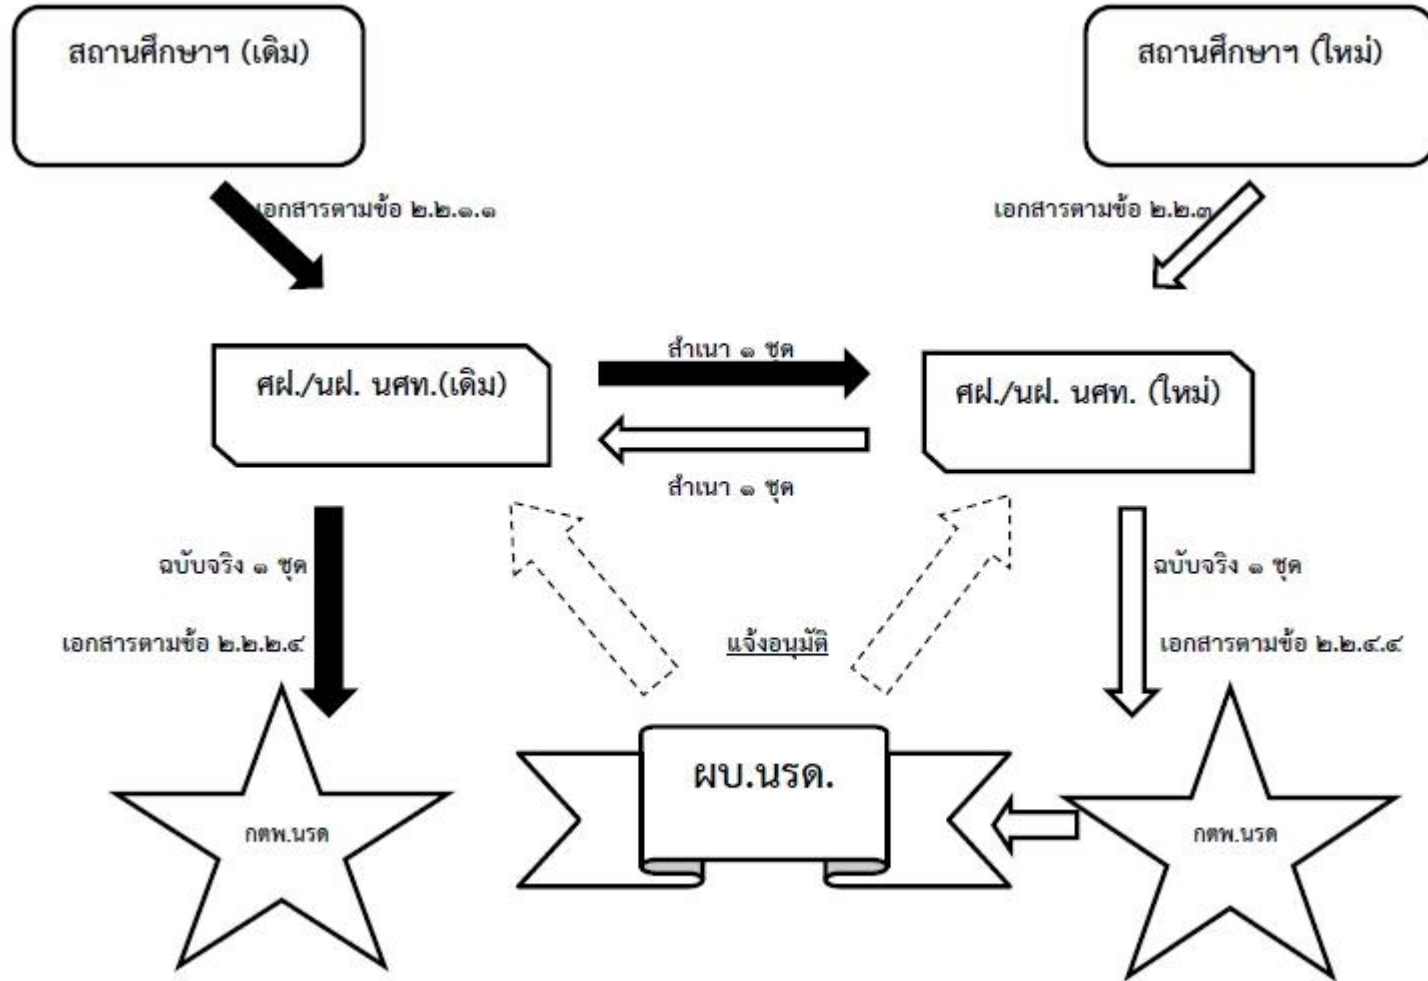 สถานศึกษาฯ (เดิม)
สถานศึกษาฯ (ใหม่)
เอกสารตามข้อ ๒.๒.๑.๑
เอกสารตามข้อ ๒.๒.๓
สำเนา ๑ ชุด
ศฝ./นฝ. นศท.(เดิม)
ศฝ./นฝ. นศท. (ใหม่)
สำเนา ๑ ชุด
ฉบับจริง ๑ ชุด
ฉบับจริง ๑ ชุด
เอกสารตามข้อ ๒.๒.๒.๔
แจ้งอนุมัติ
เอกสารตามข้อ ๒.๒.๔.๔
ผบ.นรด.
กตพ.นรด
กตพ.นรด